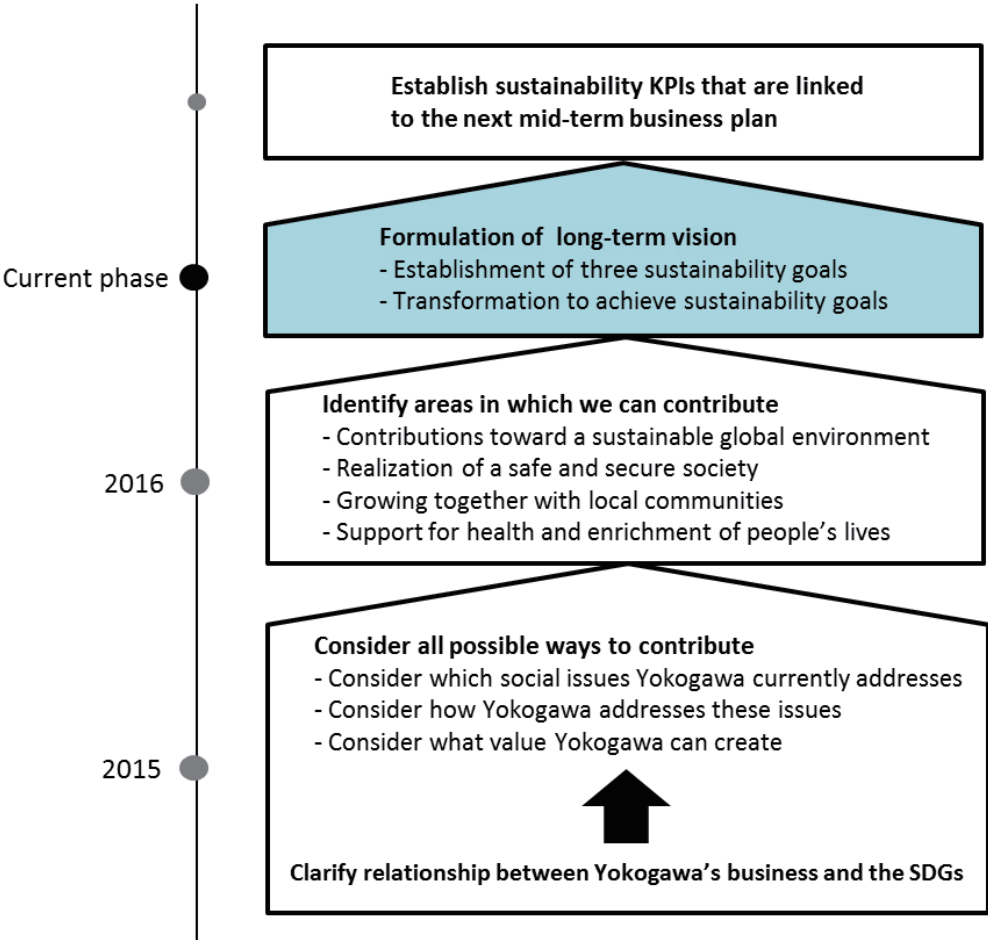 Establish sustainability KPIs that are linked
to the next mid-term business plan
Current phase
Formulation of long-term vision
- Establishment of three sustainability goals
- Transformation to achieve sustainability goals
2016
Identify areas in which we can contribute
- Contributions toward a sustainable global environment
- Realization of a safe and secure society
- Growing together with local communities
- Support for health and enrichment of people’s lives
2015
Consider all possible ways to contribute
- Consider which social issues Yokogawa currently addresses
- Consider how Yokogawa addresses these issues
- Consider what value Yokogawa can create
Clarify relationship between Yokogawa’s business and the SDGs